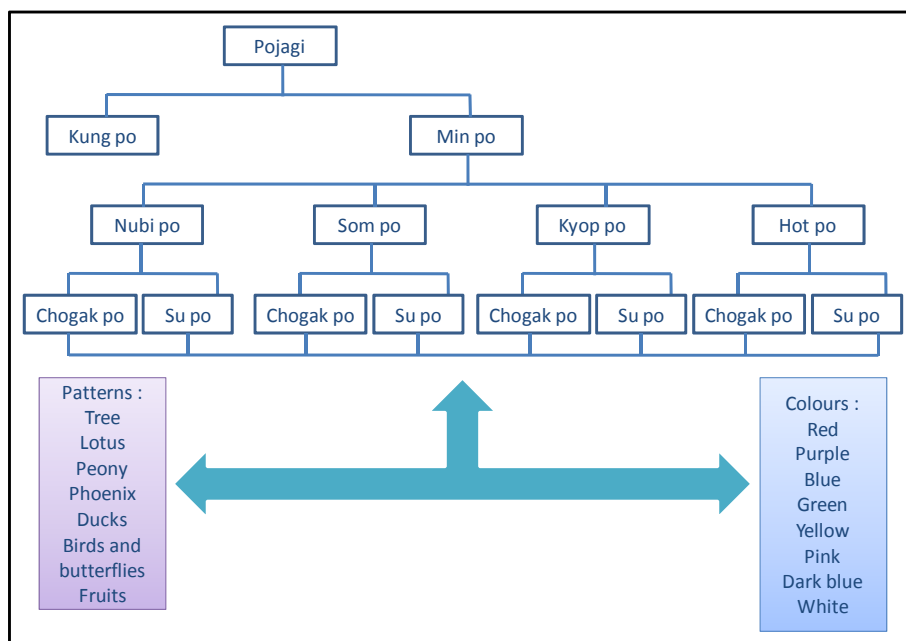 Pojagi
Kung po
Min po
Nubi po
Som po
Kyop po
Hot po
Chogak po
Su po
Chogak po
Su po
Chogak po
Su po
Chogak po
Su po
Patterns :
Tree
Lotus
Peony
Phoenix
Ducks
Birds and
butterflies
Fruits
Colours :
Red
Purple
Blue
Green
Yellow
Pink
Dark blue
White